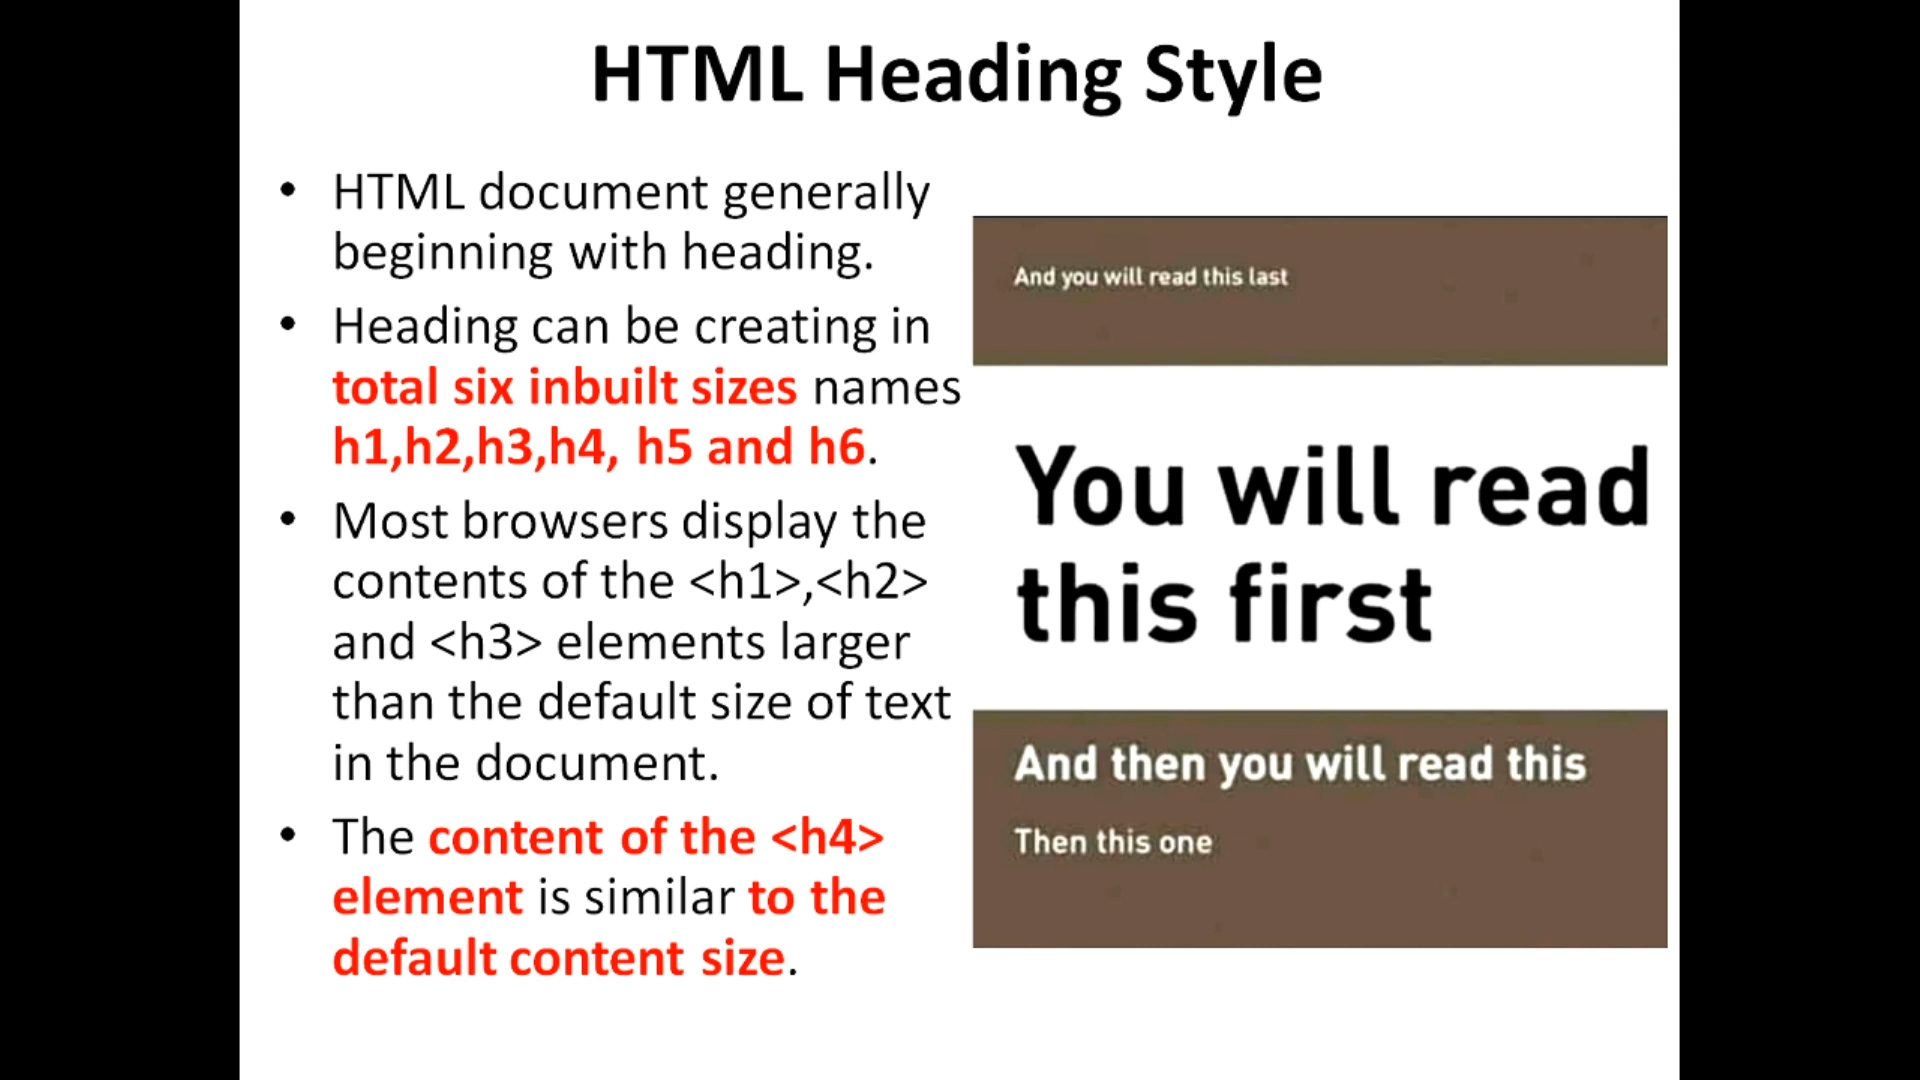 HTML Heading Style
• HTML document generally
beginning with heading.
• Heading can be creating in
total six inbuilt sizes names
h1,h2,h3,h4, h5 and h6.
• Most browsers display the
contents of the <h1>,<h2>
and <h3> elements larger
than the default size of text
in the document.
• The content of the <h4>
element is similar to the
default content size.
And you will read this last
You will read
this first
And then you will read this
Then this one